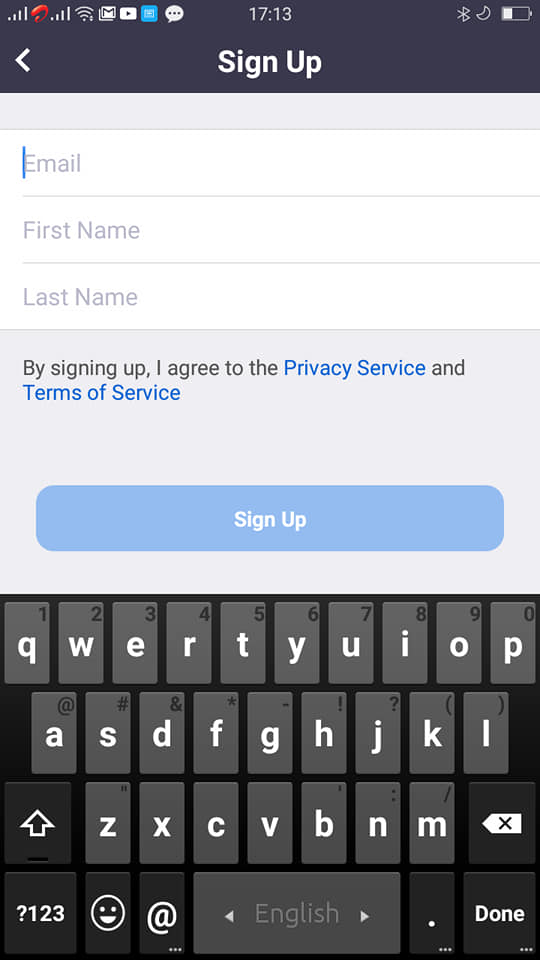 17:13
Sign Up
Email
First Name
Last Name
By signing up, I agree to the Privacy Service and
Terms of Service
Sign Up
1 2 3 4 5 6 7 8 9 0
q w e r t y u i o p
@ # & * - ! ? ( )
a s d f g h j k l
" ' : /
z x c v b n m
?123 @ English . Done